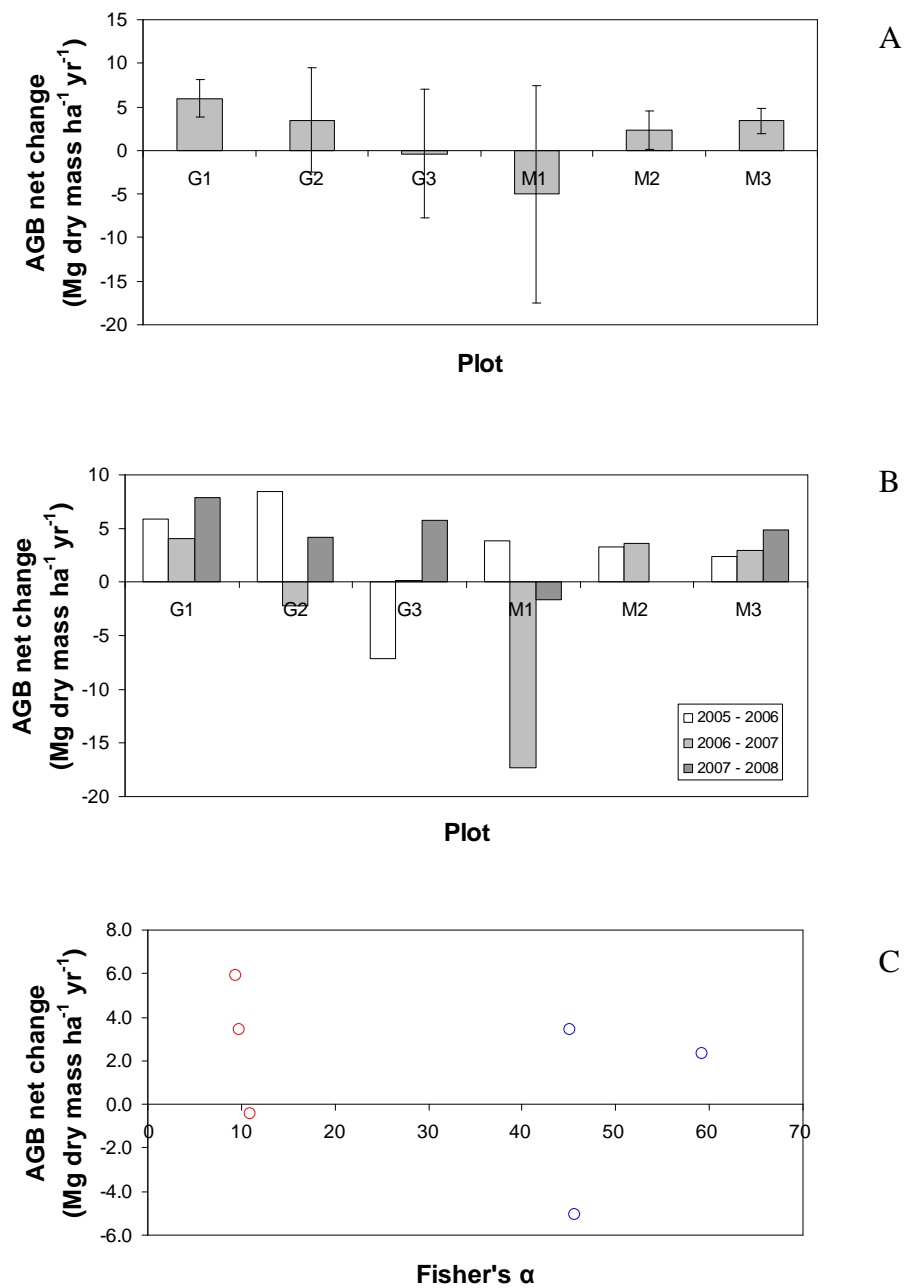 A
AGB net change
(Mg dry mass ha⁻¹ yr⁻¹)
15
10
5
0
-5
-10
-15
-20
G1 G2 G3 M1 M2 M3
Plot
B
AGB net change
(Mg dry mass ha⁻¹ yr⁻¹)
10
5
0
-5
-10
-15
-20
G1 G2 G3 M1 M2 M3
2005 - 2006
2006 - 2007
2007 - 2008
Plot
C
AGB net change
(Mg dry mass ha⁻¹ yr⁻¹)
8.0
6.0
4.0
2.0
0.0
-2.0
-4.0
-6.0
0 10 20 30 40 50 60 70
Fisher's α